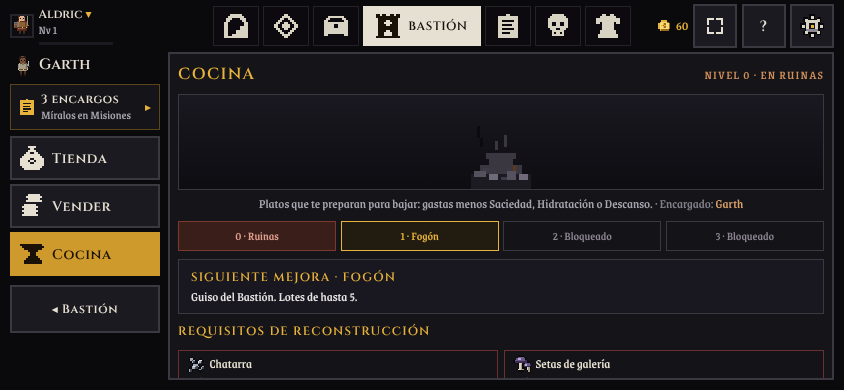 ALDRIC ▼
Nv 1
BASTIÓN
60
?
GARTH
3 ENCARGOS
Míralos en Misiones
TIENDA
VENDER
COCINA
◂ BASTIÓN
COCINA
NIVEL 0 · EN RUINAS
Platos que te preparan para bajar: gastas menos Saciedad, Hidratación o Descanso. · Encargado: Garth
0 · Ruinas
1 · Fogón
2 · Bloqueado
3 · Bloqueado
SIGUIENTE MEJORA · FOGÓN
Guiso del Bastión. Lotes de hasta 5.
REQUISITOS DE RECONSTRUCCIÓN
Chatarra
Setas de galería